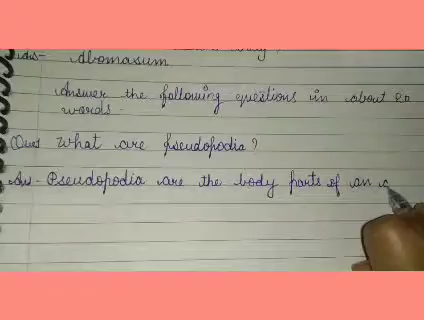 Ans- Abomasum
Answer the following questions in about 20
words-
Ques What are pseudopodia?
An - Pseudopodia are the body parts of an a